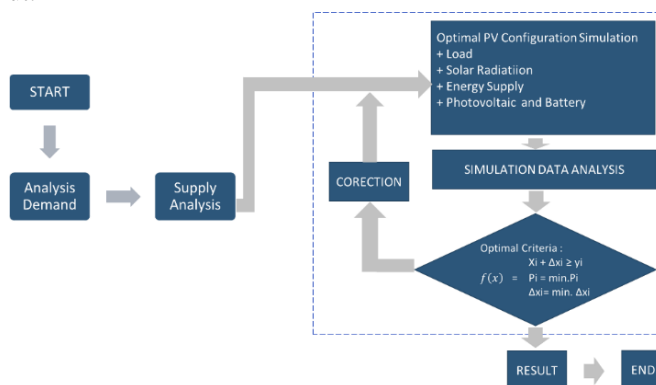 START
Analysis
Demand
Supply
Analysis
Optimal PV Configuration Simulation
+ Load
+ Solar Radiatiion
+ Energy Supply
+ Photovoltaic and Battery
SIMULATION DATA ANALYSIS
CORECTION
Optimal Criteria :
Xi + Δxi ≥ yi
f(x) = Pi = min.Pi
Δxi= min. Δxi
RESULT
END